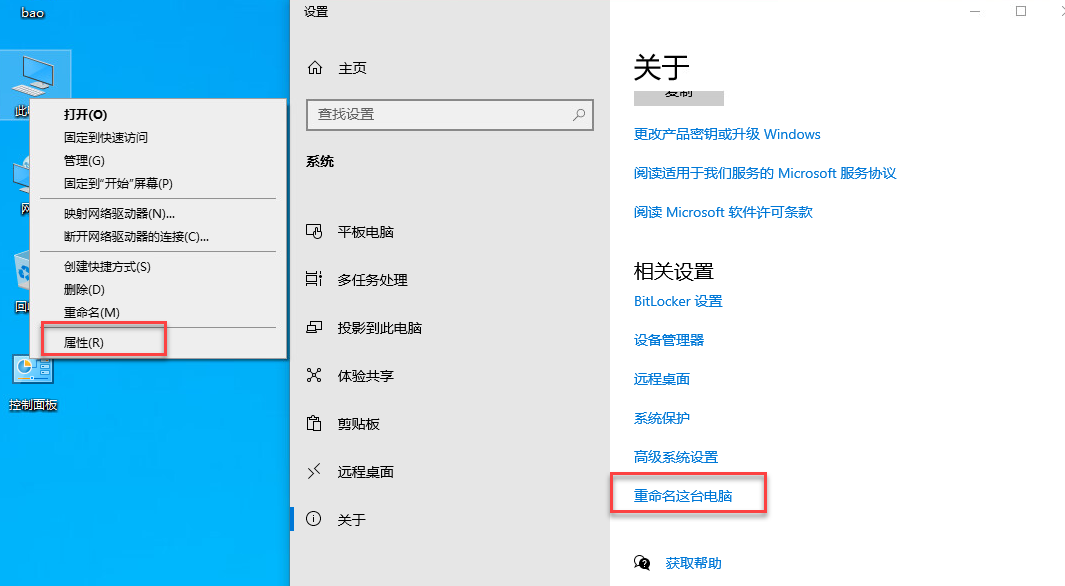 bao
打开(O)
固定到快速访问
管理(G)
固定到“开始”屏幕(P)
映射网络驱动器(N)...
断开网络驱动器的连接(C)...
创建快捷方式(S)
删除(D)
重命名(M)
属性(R)
控制面板
设置
主页
查找设置
系统
平板电脑
多任务处理
投影到此电脑
体验共享
剪贴板
远程桌面
关于
关于
复制
更改产品密钥或升级 Windows
阅读适用于我们服务的 Microsoft 服务协议
阅读 Microsoft 软件许可条款
相关设置
BitLocker 设置
设备管理器
远程桌面
系统保护
高级系统设置
重命名这台电脑
获取帮助